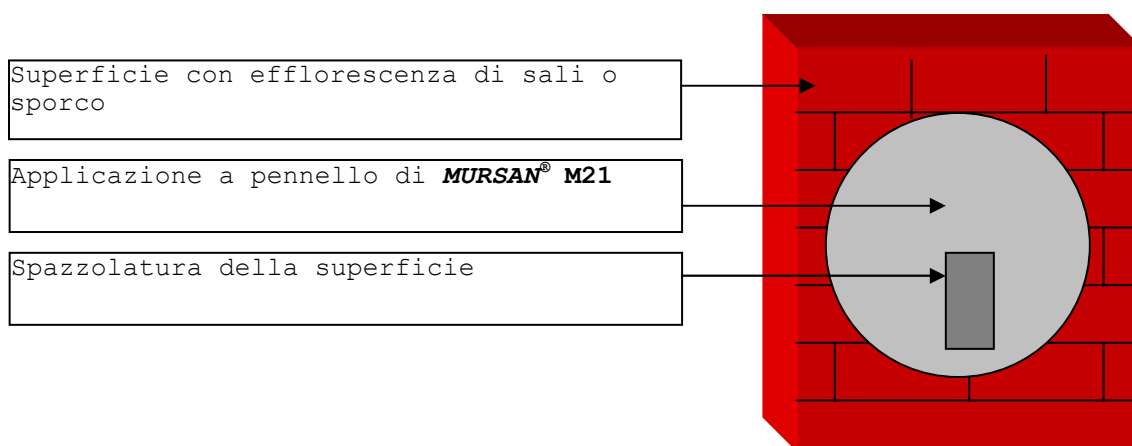 Superficie con efflorescenza di sali o
sporco
Applicazione a pennello di MURSAN® M21
Spazzolatura della superficie